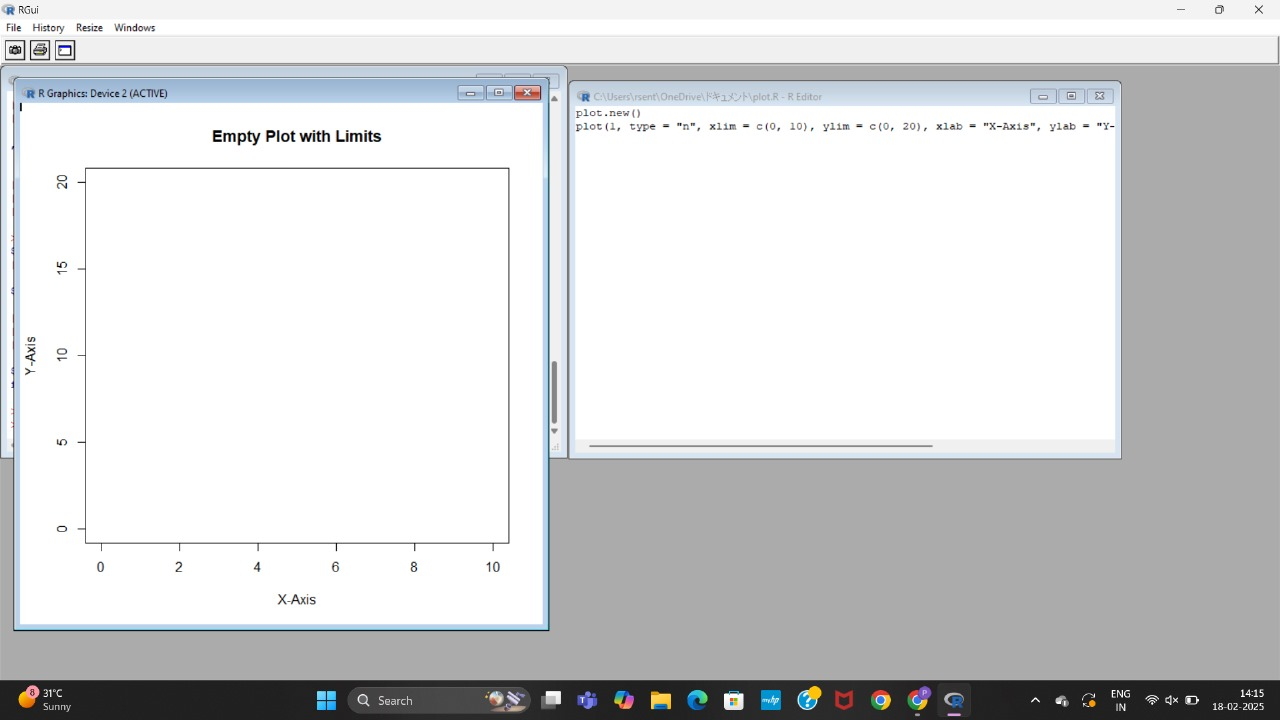 RGui
File History Resize Windows
R Graphics: Device 2 (ACTIVE)
Empty Plot with Limits
20
15
10
5
0
Y-Axis
0 2 4 6 8 10
X-Axis
C:\Users\rsent\OneDrive\ドキュメント\plot.R - R Editor
plot.new()
plot(1, type = "n", xlim = c(0, 10), ylim = c(0, 20), xlab = "X-Axis", ylab = "Y-
8
31°C
Sunny
Search
myhp
P
ENG
IN
14:15
18-02-2025